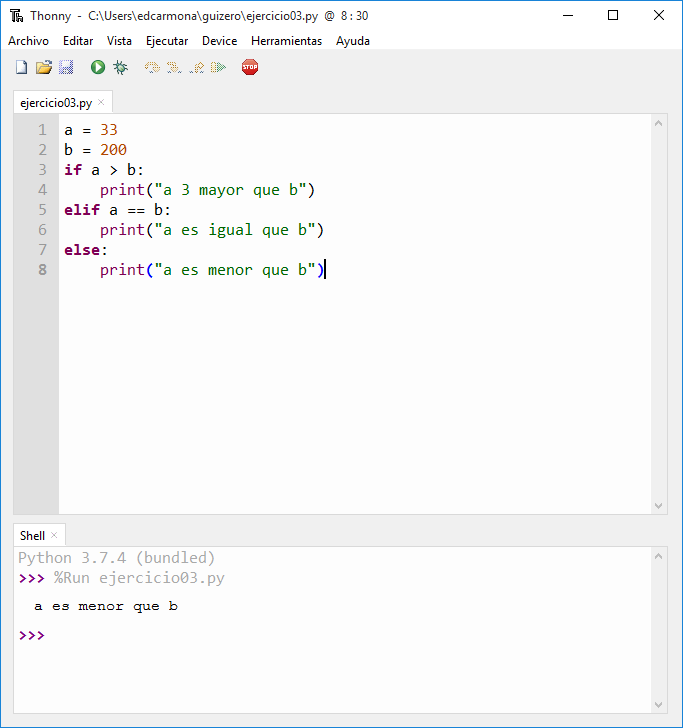 Thonny - C:\Users\edcarmona\guizero\ejercicio03.py @ 8:30
Archivo Editar Vista Ejecutar Device Herramientas Ayuda
STOP
ejercicio03.py ×
1 a = 33
2 b = 200
3 if a > b:
4     print("a 3 mayor que b")
5 elif a == b:
6     print("a es igual que b")
7 else:
8     print("a es menor que b")
Shell ×
Python 3.7.4 (bundled)
>>> %Run ejercicio03.py
a es menor que b
>>>